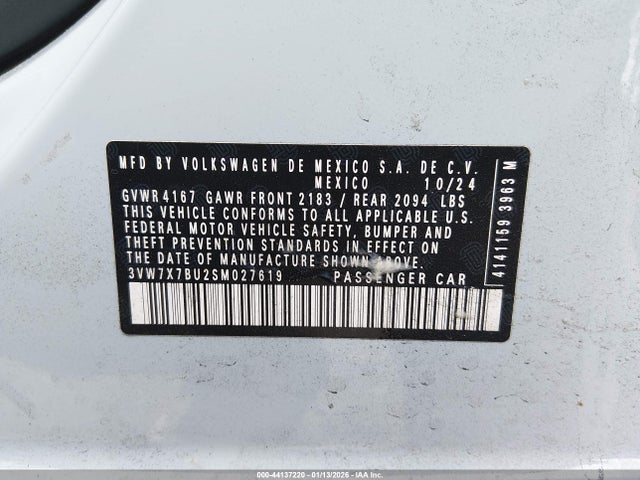 MFD BY VOLKSWAGEN DE MEXICO S.A. DE C.V.
MEXICO 10/24
GVWR 4167 GAWR FRONT 2183 / REAR 2094 LBS
THIS VEHICLE CONFORMS TO ALL APPLICABLE U.S.
FEDERAL MOTOR VEHICLE SAFETY, BUMPER AND
THEFT PREVENTION STANDARDS IN EFFECT ON
THE DATE OF MANUFACTURE SHOWN ABOVE.
3VW7X7BU2SM027619 PASSENGER CAR
4141159 3963 M
000-44137220 - 01/13/2026 - IAAI.CA